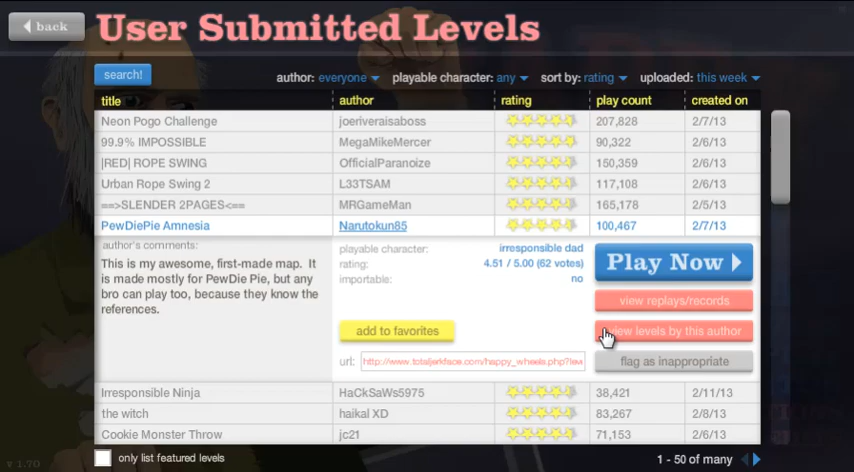 back
User Submitted Levels
search!
author: everyone playable character: any sort by: rating uploaded: this week
title author rating play count created on
Neon Pogo Challenge joeriveraisaboss 207,828 2/7/13
99.9% IMPOSSIBLE MegaMikeMercer 90,322 2/6/13
|RED| ROPE SWING OfficialParanoize 150,359 2/6/13
Urban Rope Swing 2 L33TSAM 117,108 2/6/13
==>SLENDER 2PAGES<== MRGameMan 165,178 2/5/13
PewDiePie Amnesia Narutokun85 100,467 2/7/13
author's comments:
This is my awesome, first-made map. It
is made mostly for PewDie Pie, but any
bro can play too, because they know the
references.
playable character: irresponsible dad
rating: 4.51 / 5.00 (62 votes)
importable: no
add to favorites
url: http://www.totaljerkface.com/happy_wheels.php?lev
Play Now
view replays/records
view levels by this author
flag as inappropriate
Irresponsible Ninja HaCkSaWs5975 38,421 2/11/13
the witch haikal XD 83,267 2/8/13
Cookie Monster Throw jc21 71,153 2/6/13
only list featured levels 1 - 50 of many
v 1.70